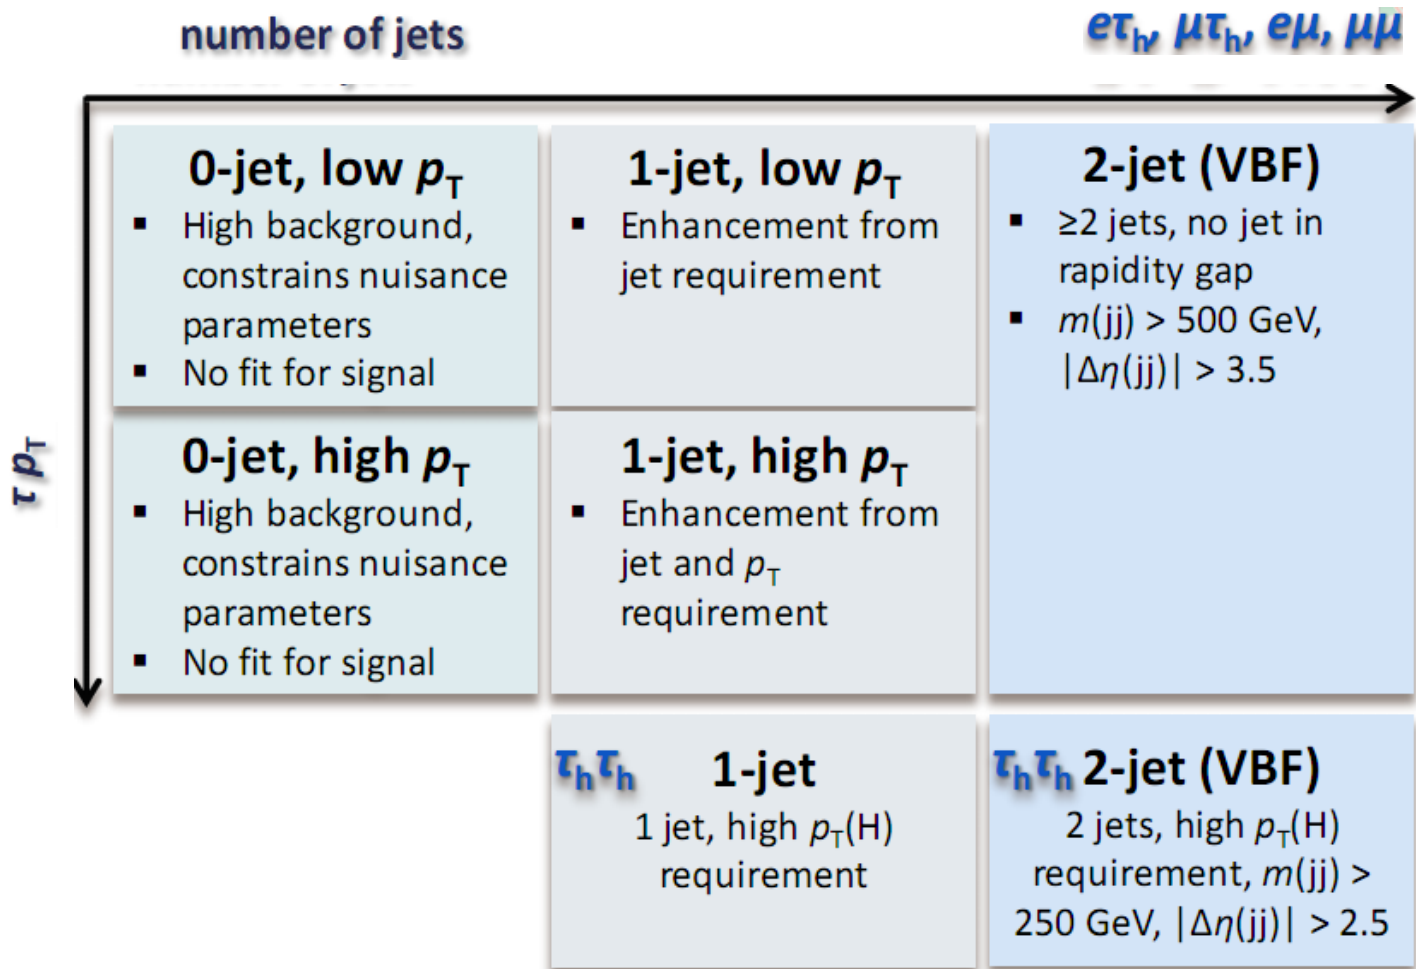 number of jets
eτh, μτh, eμ, μμ
τ pT
0-jet, low pT
▪ High background,
constrains nuisance
parameters
▪ No fit for signal
1-jet, low pT
▪ Enhancement from
jet requirement
2-jet (VBF)
▪ ≥2 jets, no jet in
rapidity gap
▪ m(jj) > 500 GeV,
|Δη(jj)| > 3.5
0-jet, high pT
▪ High background,
constrains nuisance
parameters
▪ No fit for signal
1-jet, high pT
▪ Enhancement from
jet and pT
requirement
τhτh 1-jet
1 jet, high pT(H)
requirement
τhτh 2-jet (VBF)
2 jets, high pT(H)
requirement, m(jj) >
250 GeV, |Δη(jj)| > 2.5